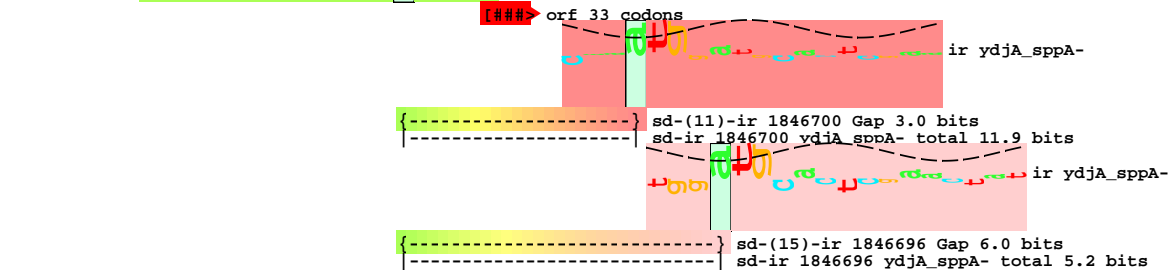 [###> orf 33 codons
c atggatgcactcgaa ir ydjA_sppA-
{---------------------} sd-(11)-ir 1846700 Gap 3.0 bits
|---------------------| sd-ir 1846700 ydjA_sppA- total 11.9 bits
tggatgcactcgaactat ir ydjA_sppA-
{-----------------------------} sd-(15)-ir 1846696 Gap 6.0 bits
|-----------------------------| sd-ir 1846696 ydjA_sppA- total 5.2 bits